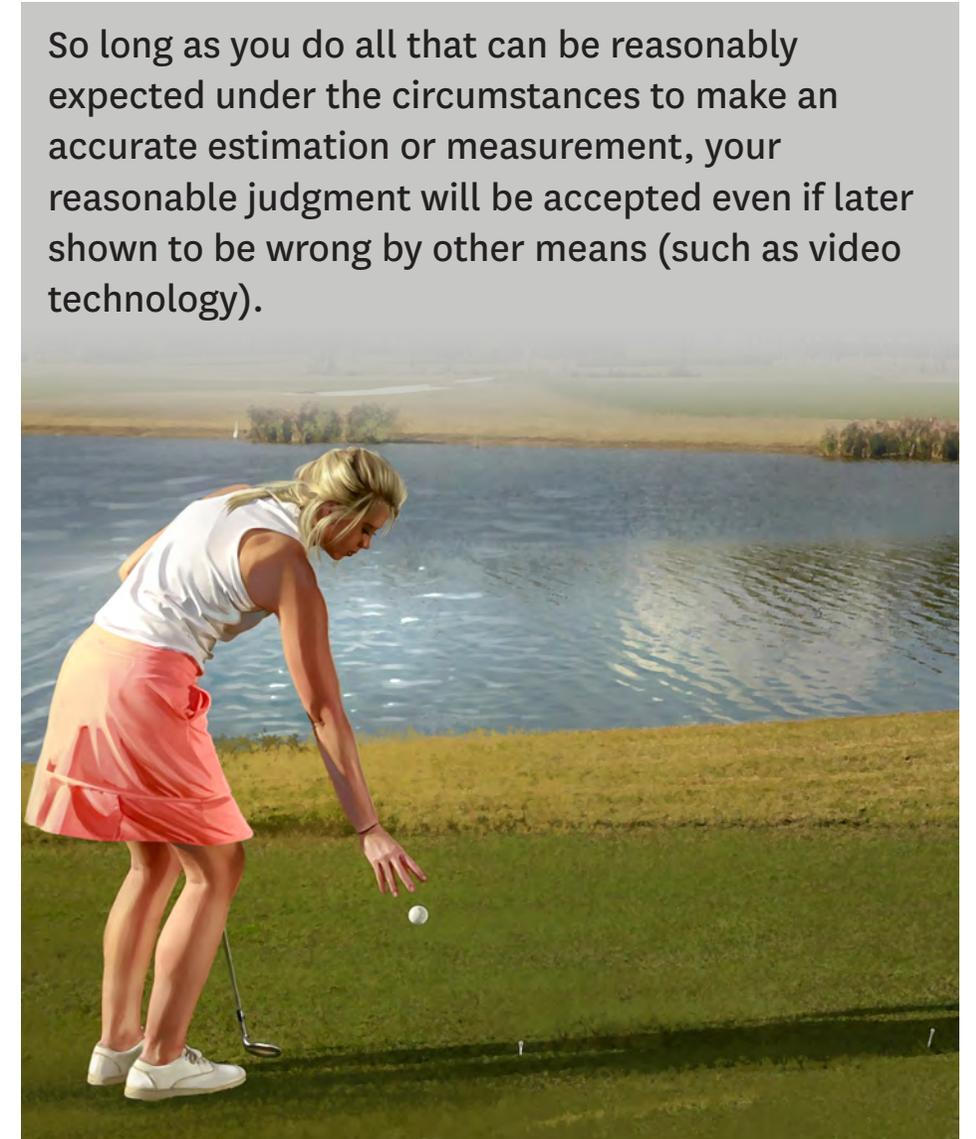 So long as you do all that can be reasonably
expected under the circumstances to make an
accurate estimation or measurement, your
reasonable judgment will be accepted even if later
shown to be wrong by other means (such as video
technology).